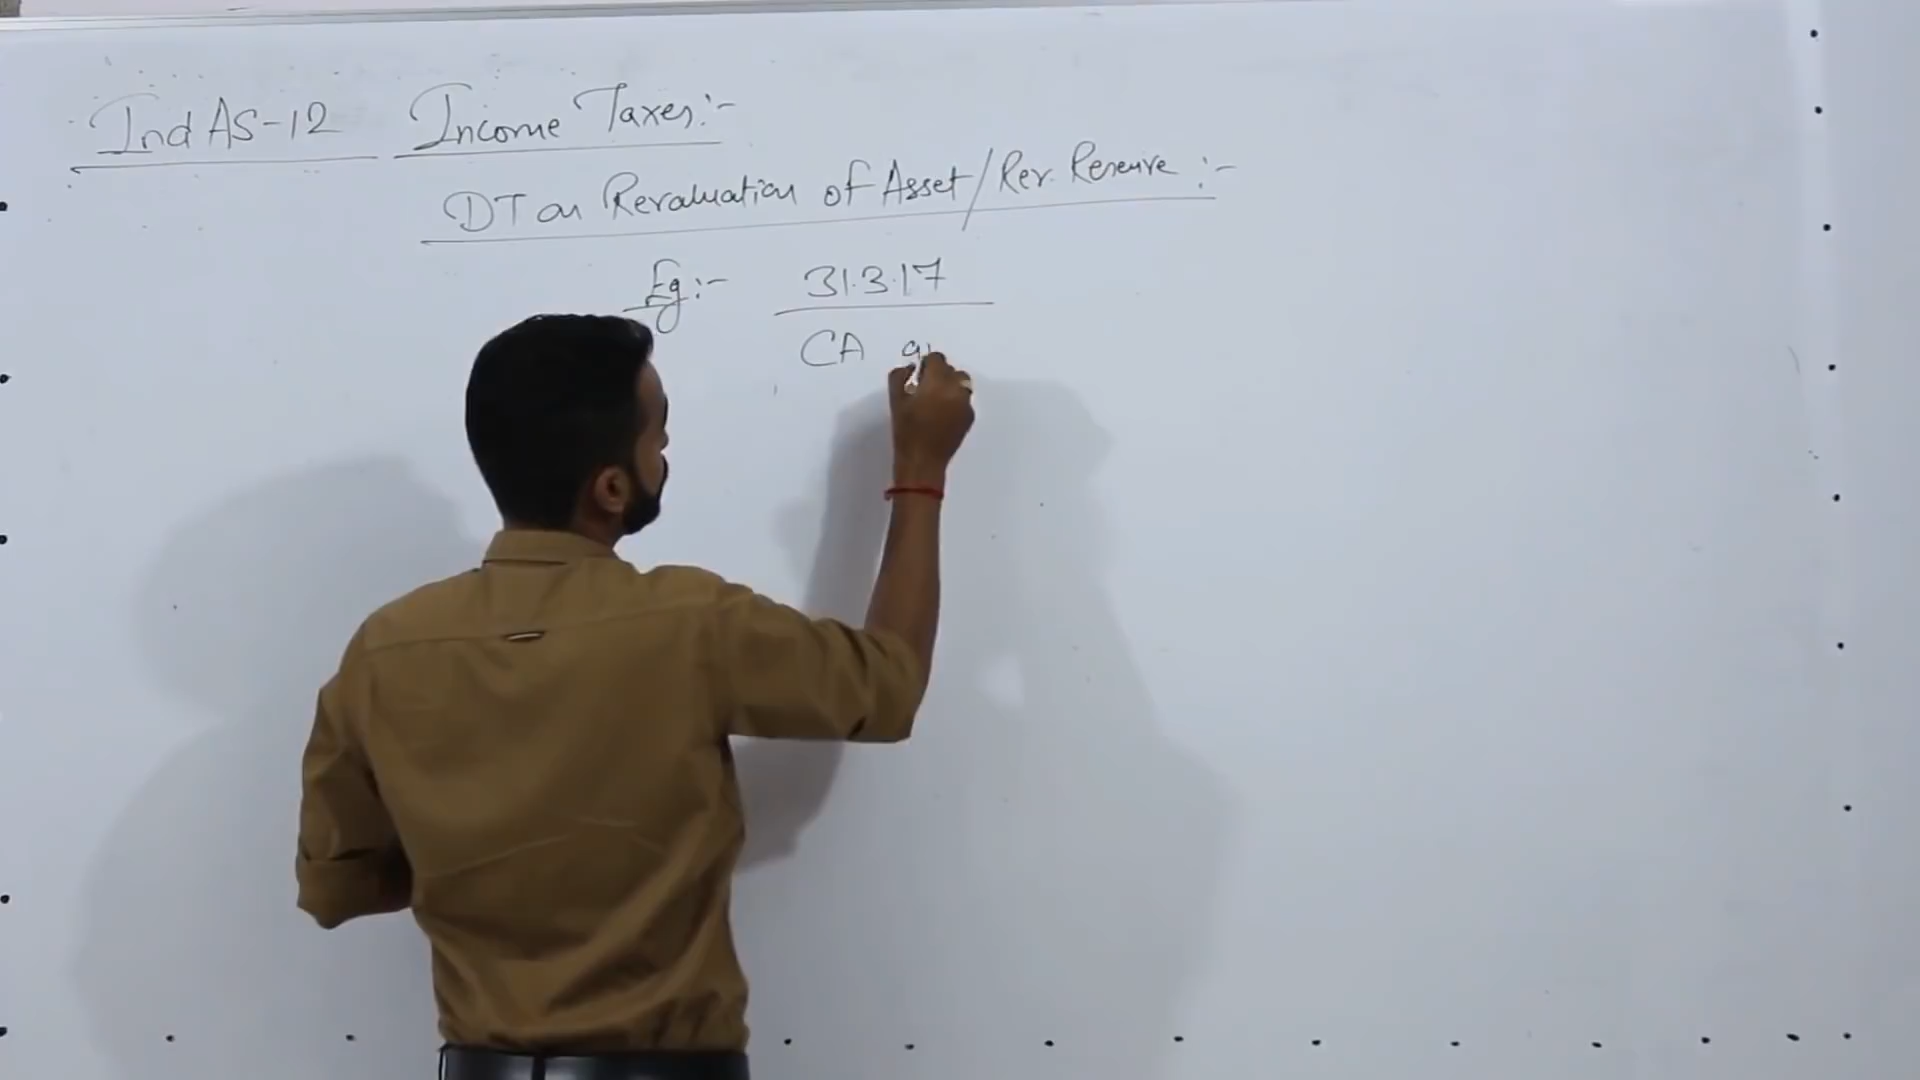 Ind AS-12 Income Taxes:-
DT on Revaluation of Asset/Rev. Reserve :-
Eg:- 31.3.17
CA